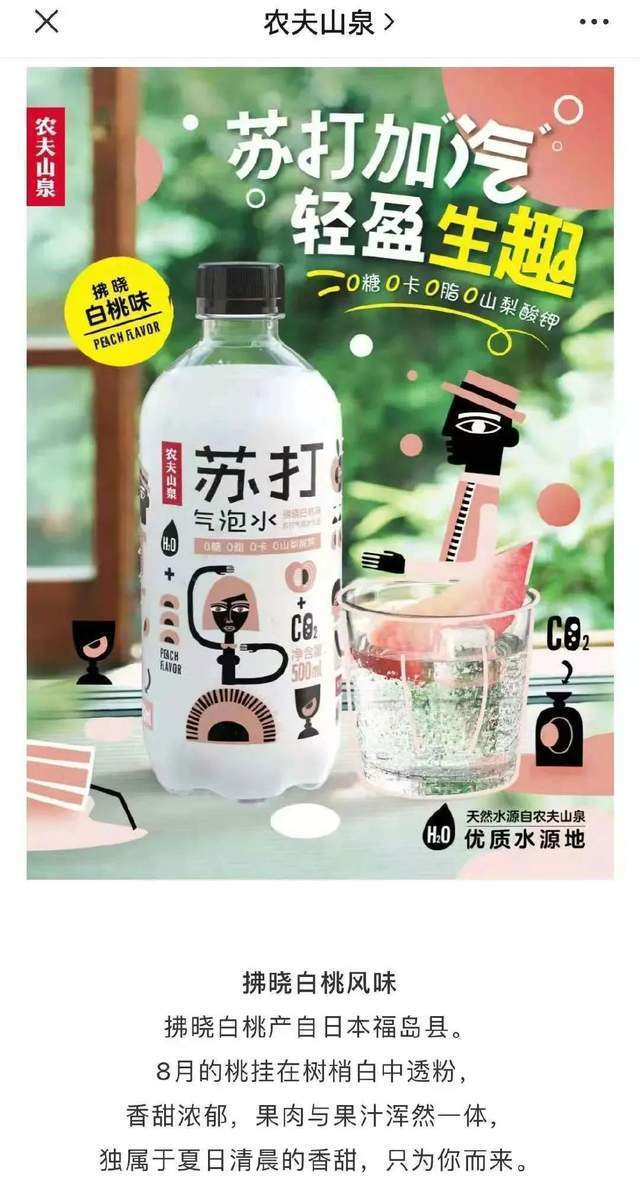 农夫山泉
农夫山泉
苏打加"汽"
轻盈生趣
0糖 0卡 0脂 0山梨酸钾
拂晓
白桃味
PEACH FLAVOR
农夫山泉
苏打
气泡水
0糖 0脂 0卡 0山梨酸钾
H₂O
+
PEACH
FLAVOR
+
CO₂
净含量
500mL
CO₂
H₂O
天然水源自农夫山泉
优质水源地
拂晓白桃风味
拂晓白桃产自日本福岛县。
8月的桃挂在树梢白中透粉，
香甜浓郁，果肉与果汁浑然一体，
独属于夏日清晨的香甜，只为你而来。